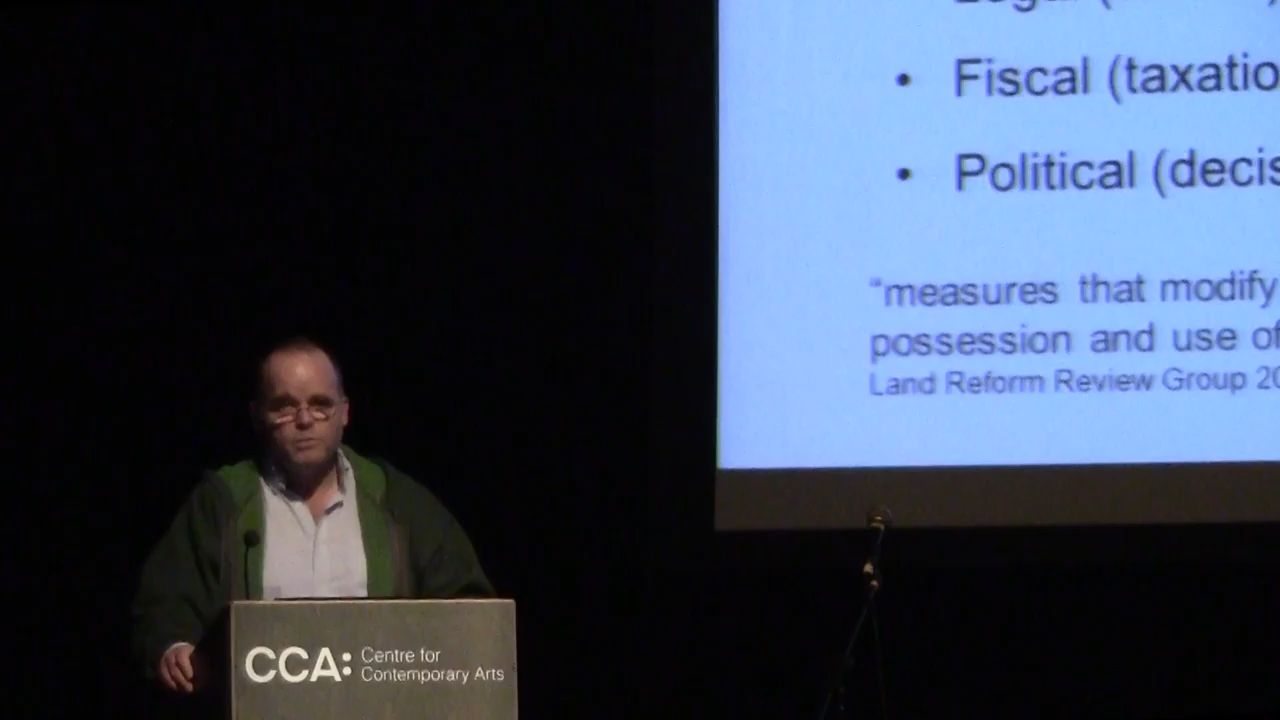 Legal (
• Fiscal (taxatio
• Political (decis
"measures that modify
possession and use of
Land Reform Review Group 20
CCA: Centre for
Contemporary Arts